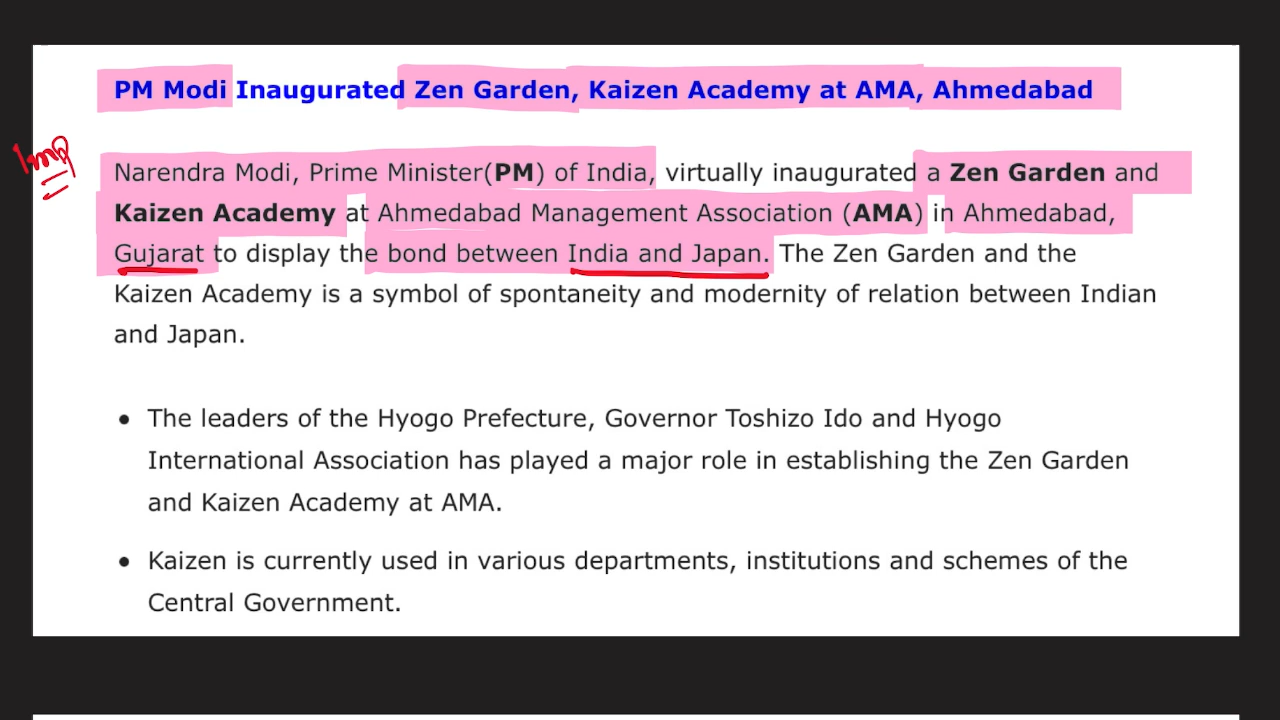 PM Modi Inaugurated Zen Garden, Kaizen Academy at AMA, Ahmedabad
Imp
Narendra Modi, Prime Minister(PM) of India, virtually inaugurated a Zen Garden and
Kaizen Academy at Ahmedabad Management Association (AMA) in Ahmedabad,
Gujarat to display the bond between India and Japan. The Zen Garden and the
Kaizen Academy is a symbol of spontaneity and modernity of relation between Indian
and Japan.
• The leaders of the Hyogo Prefecture, Governor Toshizo Ido and Hyogo
International Association has played a major role in establishing the Zen Garden
and Kaizen Academy at AMA.
• Kaizen is currently used in various departments, institutions and schemes of the
Central Government.